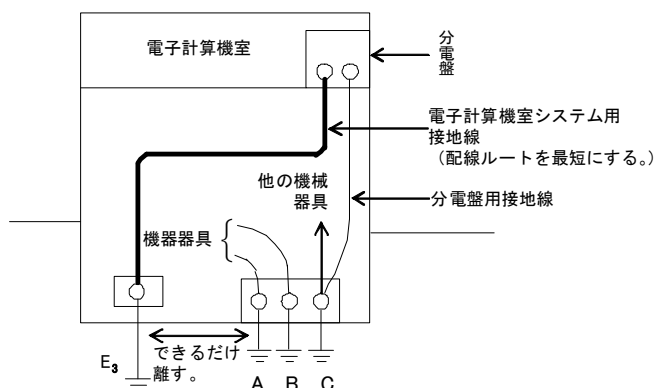 電子計算機室
分電盤
電子計算機室システム用
接地線
（配線ルートを最短にする。）
他の機械
器具
分電盤用接地線
機器器具
できるだけ
離す。
E₃
A B C